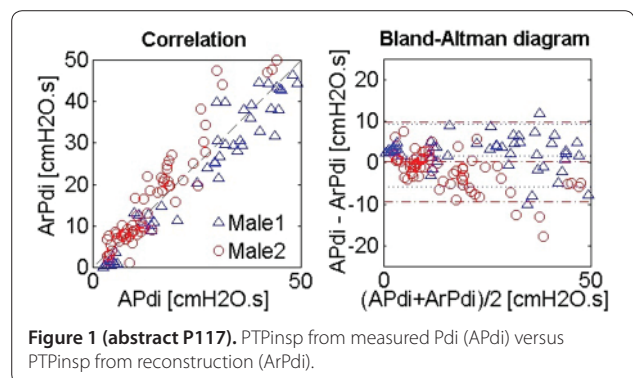 Correlation
50
40
30
20
10
0
ArPdi [cmH2O.s]
Male1
Male2
0
50
APdi [cmH2O.s]
Bland-Altman diagram
20
10
0
-10
-20
APdi - ArPdi [cmH2O.s]
0
50
(APdi+ArPdi)/2 [cmH2O.s]
Figure 1 (abstract P117). PTPinsp from measured Pdi (APdi) versus
PTPinsp from reconstruction (ArPdi).